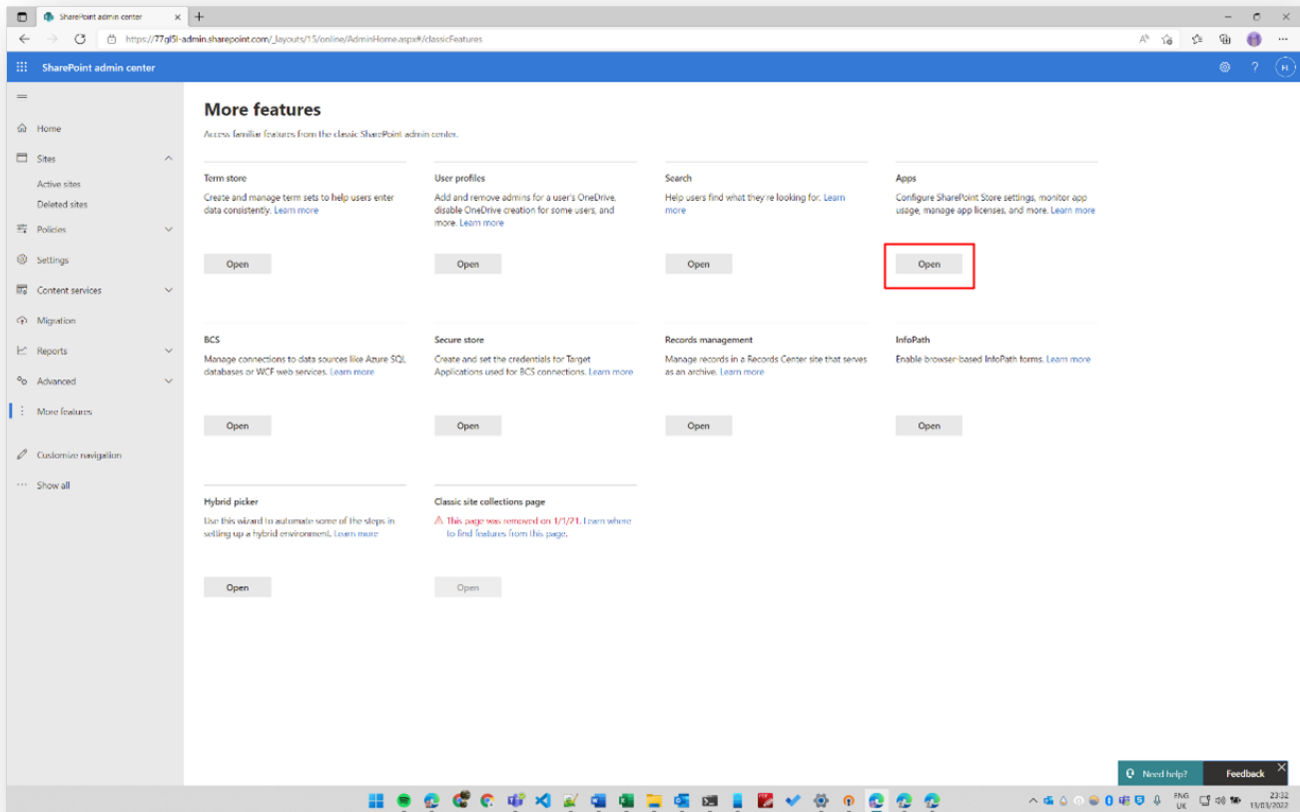 SharePoint admin center
https://77gl5l-admin.sharepoint.com/_layouts/15/online/AdminHome.aspx#/classicFeatures
SharePoint admin center
Home
Sites
Active sites
Deleted sites
Policies
Settings
Content services
Migration
Reports
Advanced
More features
Customize navigation
Show all
More features
Access familiar features from the classic SharePoint admin center.
Term store
Create and manage term sets to help users enter
data consistently. Learn more
Open
User profiles
Add and remove admins for a user's OneDrive,
disable OneDrive creation for some users, and
more. Learn more
Open
Search
Help users find what they're looking for. Learn
more
Open
Apps
Configure SharePoint Store settings, monitor app
usage, manage app licenses, and more. Learn more
Open
BCS
Manage connections to data sources like Azure SQL
databases or WCF web services. Learn more
Open
Secure store
Create and set the credentials for Target
Applications used for BCS connections. Learn more
Open
Records management
Manage records in a Records Center site that serves
as an archive. Learn more
Open
InfoPath
Enable browser-based InfoPath forms. Learn more
Open
Hybrid picker
Use this wizard to automate some of the steps in
setting up a hybrid environment. Learn more
Open
Classic site collections page
This page was removed on 1/1/21. Learn where
to find features from this page.
Open
Need help?
Feedback
ENG
UK
23:32
13/03/2022